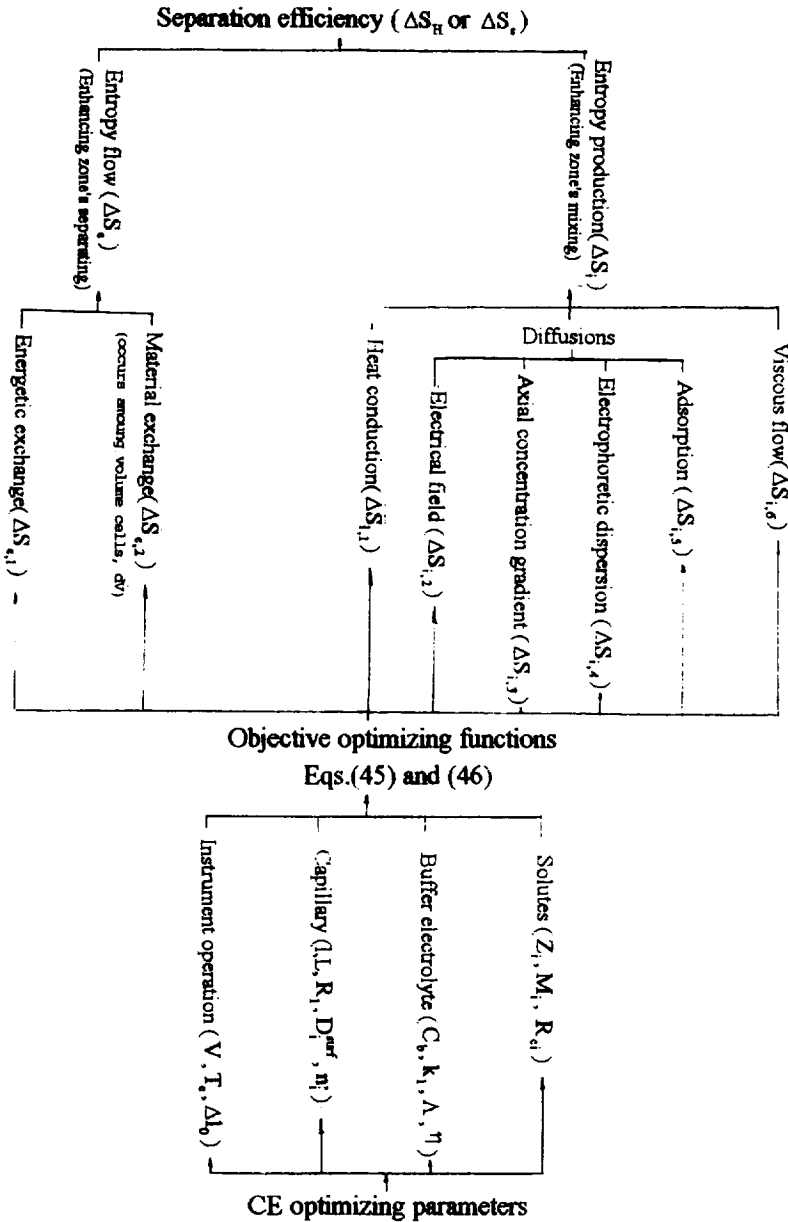 Separation efficiency (ΔS_H or ΔS_s)
Entropy flow (ΔS_e)
(Enhancing zone's separating)
Entropy production(ΔS_i)
(Enhancing zone's mixing)
Energetic exchange(ΔS_e,1)
Material exchange(ΔS_e,2)
(occurs amoung volume cells, dV)
Heat conduction(ΔS_i,1)
Diffusions
Electrical field (ΔS_i,2)
Axial concentration gradient (ΔS_i,3)
Electrophoretic dispersion (ΔS_i,4)
Adsorption (ΔS_i,5)
Viscous flow(ΔS_i,6)
Objective optimizing functions
Eqs.(45) and (46)
Instrument operation (V, T_e, Δl_0)
Capillary (l,L, R_1, D_i^surf, n_i^*)
Buffer electrolyte (C_b, k_1, Λ, η)
Solutes (Z_i, M_i, R_ei)
CE optimizing parameters